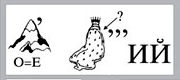 , ? ,,, ИЙ
О=Е